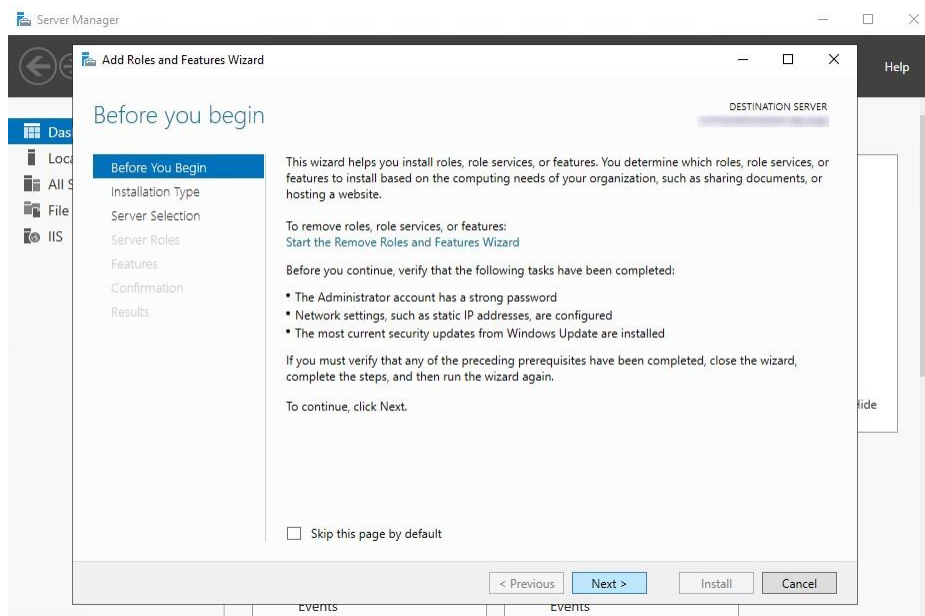 Server Manager
Add Roles and Features Wizard
Help
Before you begin
DESTINATION SERVER
Das
Loca
All S
File
IIS
Before You Begin
Installation Type
Server Selection
Server Roles
Features
Confirmation
Results
This wizard helps you install roles, role services, or features. You determine which roles, role services, or
features to install based on the computing needs of your organization, such as sharing documents, or
hosting a website.
To remove roles, role services, or features:
Start the Remove Roles and Features Wizard
Before you continue, verify that the following tasks have been completed:
• The Administrator account has a strong password
• Network settings, such as static IP addresses, are configured
• The most current security updates from Windows Update are installed
If you must verify that any of the preceding prerequisites have been completed, close the wizard,
complete the steps, and then run the wizard again.
To continue, click Next.
Hide
Skip this page by default
< Previous
Next >
Install
Cancel
Events
Events